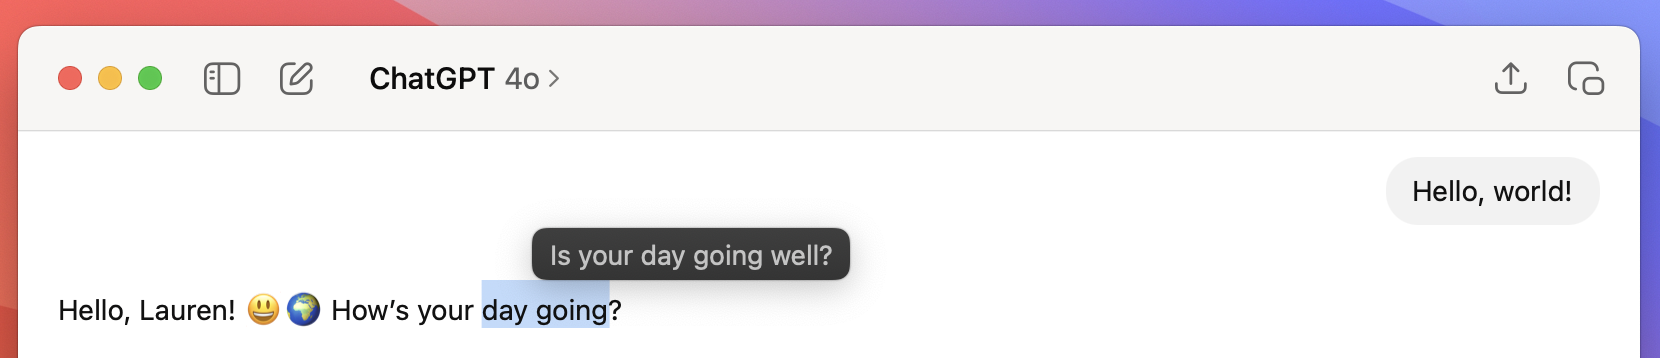 ChatGPT 4o >
Hello, world!
Is your day going well?
Hello, Lauren! 😃🌍 How’s your day going?